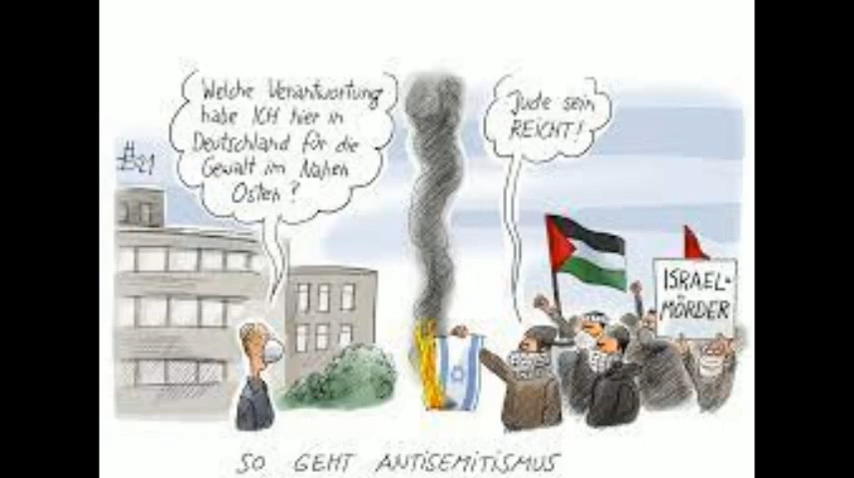 Welche Verantwortung
habe ICH hier in
Deutschland für die
Gewalt im Nahen
Osten?
Jude sein
REICHT!
21
ISRAEL-
MÖRDER
SO GEHT ANTISEMITISMUS